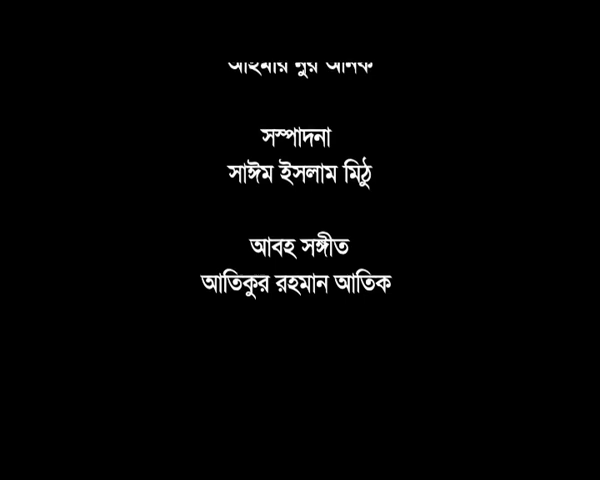 সম্পাদনা
সাঈম ইসলাম মিঠু
আবহ সঙ্গীত
আতিকুর রহমান আতিক